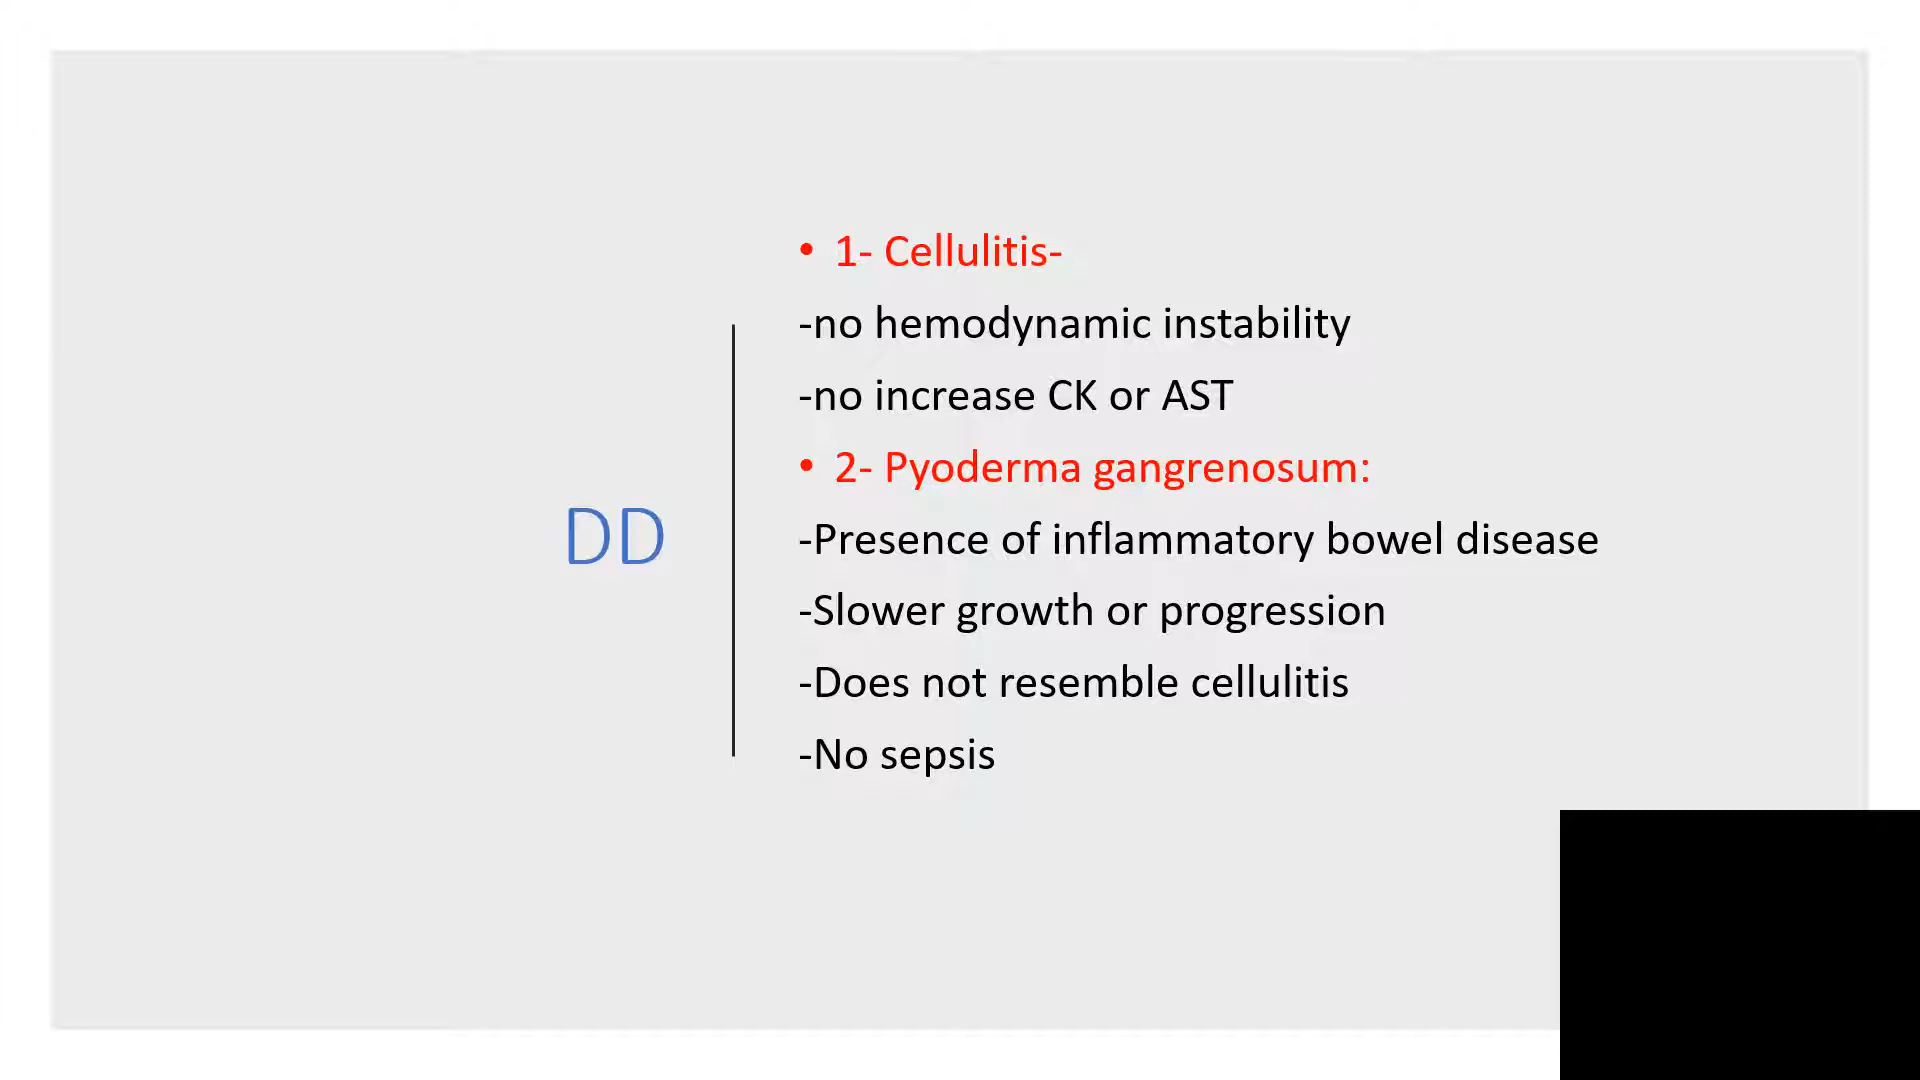 DD
• 1- Cellulitis-
-no hemodynamic instability
-no increase CK or AST
• 2- Pyoderma gangrenosum:
-Presence of inflammatory bowel disease
-Slower growth or progression
-Does not resemble cellulitis
-No sepsis